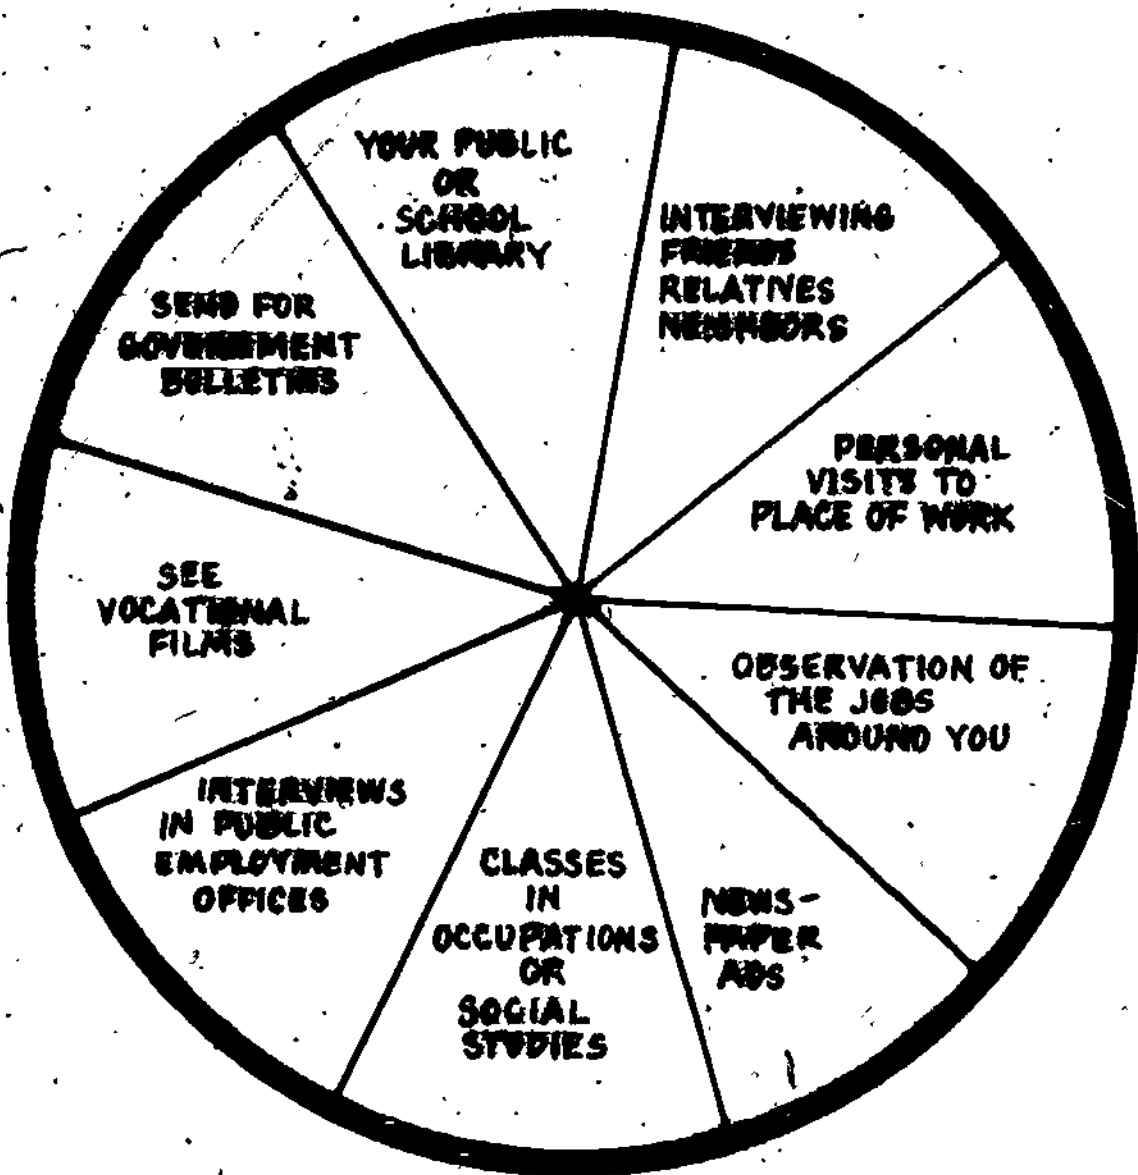 YOUR PUBLIC
OR
SCHOOL
LIBRARY
INTERVIEWING
FRIENDS
RELATIVES
NEIGHBORS
PERSONAL
VISITS TO
PLACE OF WORK
OBSERVATION OF
THE JOBS
AROUND YOU
NEWS-
PAPER
ADS
CLASSES
IN
OCCUPATIONS
OR
SOCIAL
STUDIES
INTERVIEWS
IN PUBLIC
EMPLOYMENT
OFFICES
SEE
VOCATIONAL
FILMS
SEND FOR
GOVERNMENT
BULLETINS